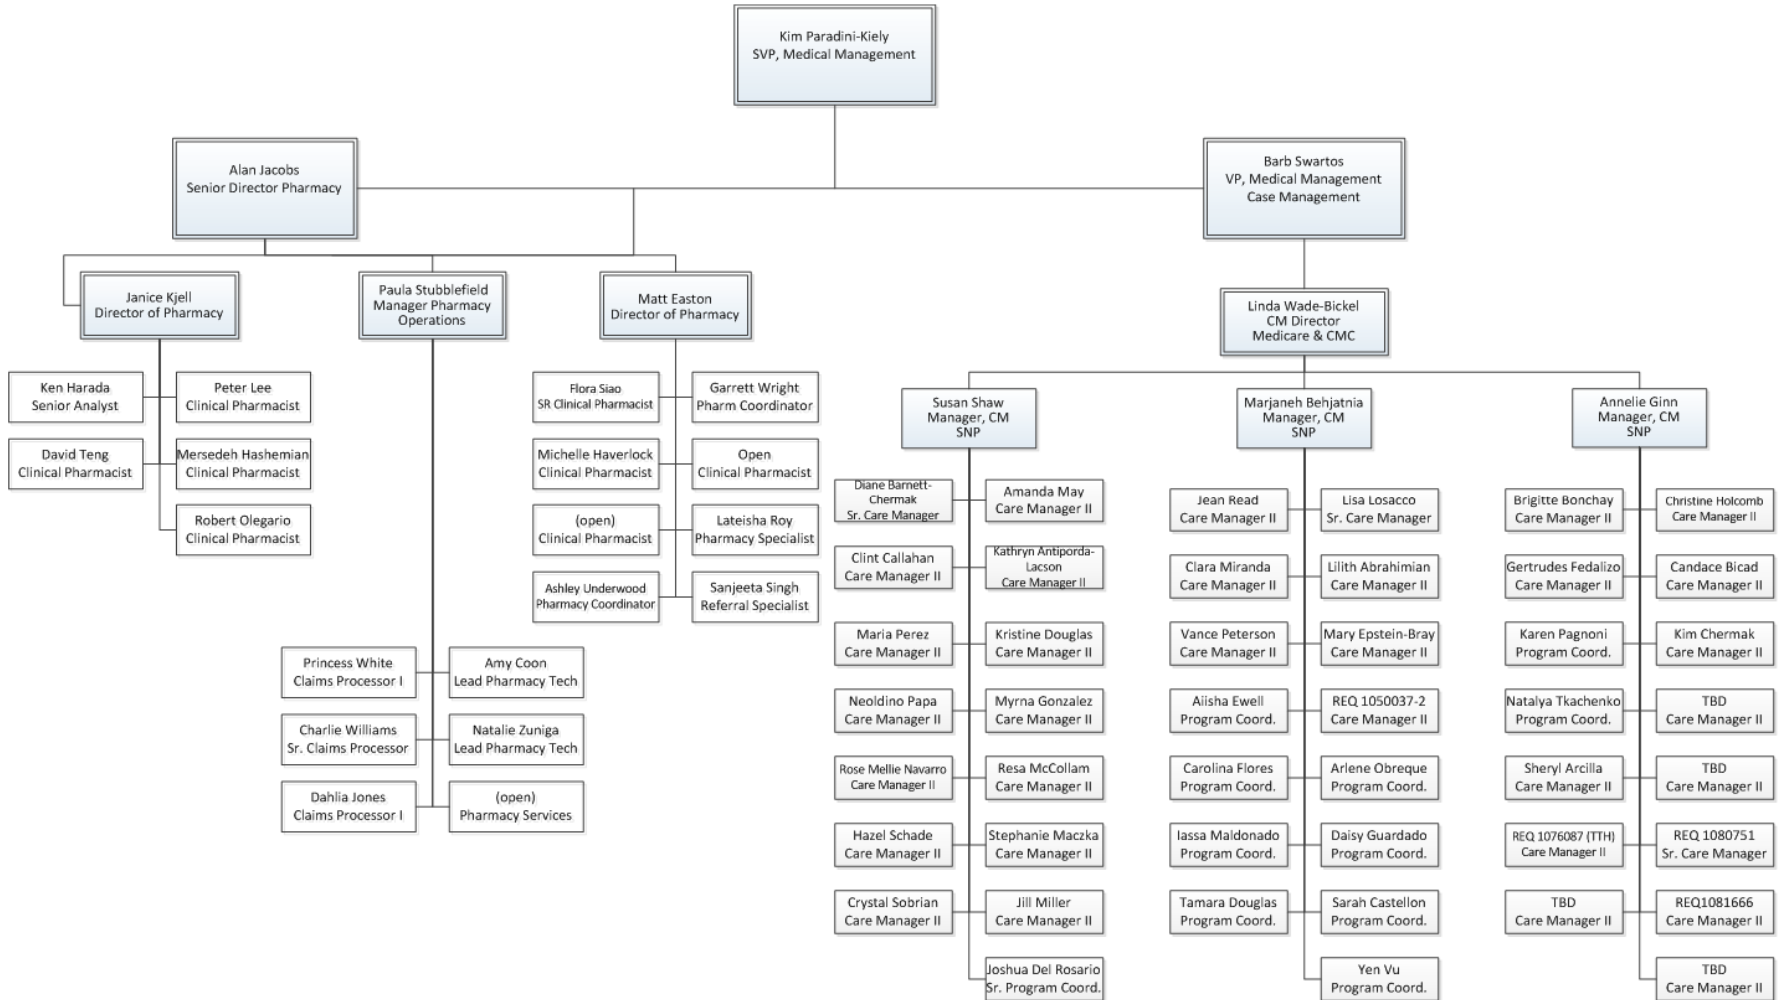 Kim Paradini-Kiely
SVP, Medical Management
Alan Jacobs
Senior Director Pharmacy
Barb Swartos
VP, Medical Management
Case Management
Janice Kjell
Director of Pharmacy
Paula Stubblefield
Manager Pharmacy
Operations
Matt Easton
Director of Pharmacy
Linda Wade-Bickel
CM Director
Medicare & CMC
Ken Harada
Senior Analyst
Peter Lee
Clinical Pharmacist
David Teng
Clinical Pharmacist
Mersedeh Hashemian
Clinical Pharmacist
Robert Olegario
Clinical Pharmacist
Princess White
Claims Processor I
Amy Coon
Lead Pharmacy Tech
Charlie Williams
Sr. Claims Processor
Natalie Zuniga
Lead Pharmacy Tech
Dahlia Jones
Claims Processor I
(open)
Pharmacy Services
Flora Siao
SR Clinical Pharmacist
Garrett Wright
Pharm Coordinator
Michelle Haverlock
Clinical Pharmacist
Open
Clinical Pharmacist
(open)
Clinical Pharmacist
Lateisha Roy
Pharmacy Specialist
Ashley Underwood
Pharmacy Coordinator
Sanjeeta Singh
Referral Specialist
Susan Shaw
Manager, CM
SNP
Diane Barnett-
Chermak
Sr. Care Manager
Amanda May
Care Manager II
Clint Callahan
Care Manager II
Kathryn Antiporda-
Lacson
Care Manager II
Maria Perez
Care Manager II
Kristine Douglas
Care Manager II
Neoldino Papa
Care Manager II
Myrna Gonzalez
Care Manager II
Rose Mellie Navarro
Care Manager II
Resa McCollam
Care Manager II
Hazel Schade
Care Manager II
Stephanie Maczka
Care Manager II
Crystal Sobrian
Care Manager II
Jill Miller
Care Manager II
Joshua Del Rosario
Sr. Program Coord.
Marjaneh Behjatnia
Manager, CM
SNP
Jean Read
Care Manager II
Lisa Losacco
Sr. Care Manager
Clara Miranda
Care Manager II
Lilith Abrahimian
Care Manager II
Vance Peterson
Care Manager II
Mary Epstein-Bray
Care Manager II
Aiisha Ewell
Program Coord.
REQ 1050037-2
Care Manager II
Carolina Flores
Program Coord.
Arlene Obreque
Program Coord.
Iassa Maldonado
Program Coord.
Daisy Guardado
Program Coord.
Tamara Douglas
Program Coord.
Sarah Castellon
Program Coord.
Yen Vu
Program Coord.
Annelie Ginn
Manager, CM
SNP
Brigitte Bonchay
Care Manager II
Christine Holcomb
Care Manager II
Gertrudes Fedalizo
Care Manager II
Candace Bicad
Care Manager II
Karen Pagnoni
Program Coord.
Kim Chermak
Care Manager II
Natalya Tkachenko
Program Coord.
TBD
Care Manager II
Sheryl Arcilla
Care Manager II
TBD
Care Manager II
REQ 1076087 (TTH)
Care Manager II
REQ 1080751
Sr. Care Manager
TBD
Care Manager II
REQ1081666
Care Manager II
TBD
Care Manager II